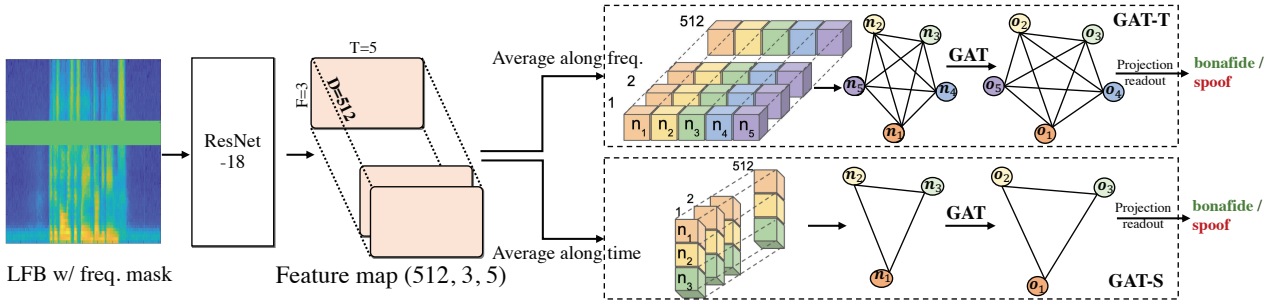 LFB w/ freq. mask
ResNet
-18
T=5
F=3
D=512
Feature map (512, 3, 5)
Average along freq.
Average along time
512
2
1
n1 n2 n3 n4 n5
n2
n3
n5
n4
n1
GAT
o2
o3
o5
o4
o1
GAT-T
Projection
readout
bonafide /
spoof
512
2
1
n1
n2
n3
n2
n3
n1
GAT
o2
o3
o1
Projection
readout
bonafide /
spoof
GAT-S